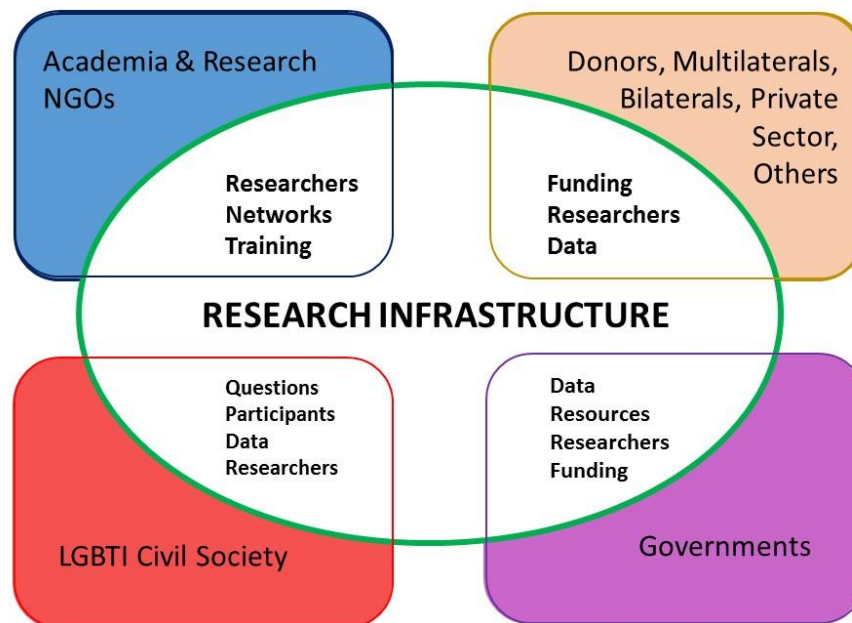 Academia & Research
NGOs
Researchers
Networks
Training
Donors, Multilaterals,
Bilaterals, Private
Sector,
Others
Funding
Researchers
Data
RESEARCH INFRASTRUCTURE
Questions
Participants
Data
Researchers
LGBTI Civil Society
Data
Resources
Researchers
Funding
Governments